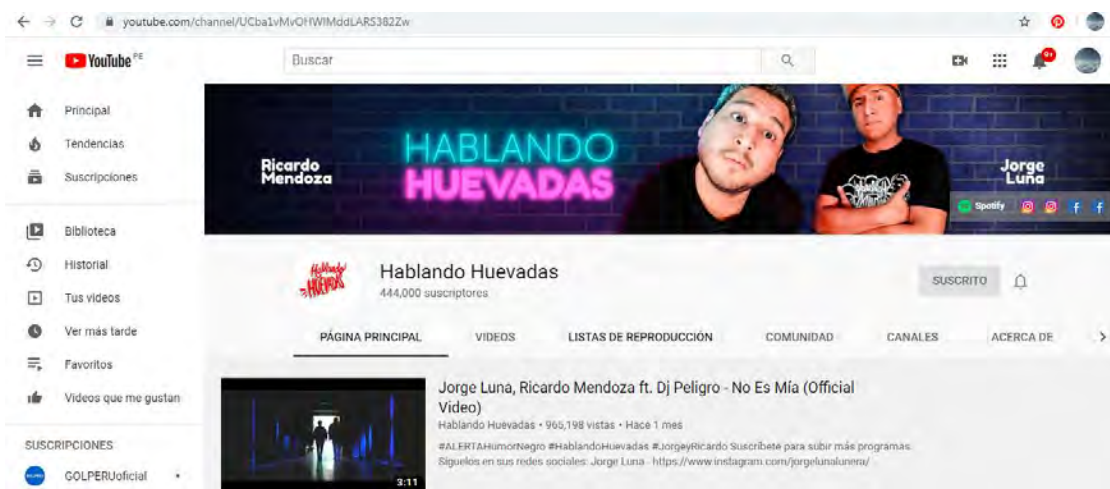 youtube.com/channel/UCba1vMvOHWIMddLARS382Zw
YouTube PE
Buscar
9+
Principal
Tendencias
Suscripciones
Biblioteca
Historial
Tus videos
Ver más tarde
Favoritos
Videos que me gustan
SUSCRIPCIONES
GOLPERUoficial
Ricardo
Mendoza
HABLANDO
HUEVADAS
Jorge
Luna
Spotify
Hablando
HUEVADAS
Hablando Huevadas
444,000 suscriptores
SUSCRITO
PÁGINA PRINCIPAL VIDEOS LISTAS DE REPRODUCCIÓN COMUNIDAD CANALES ACERCA DE
3:11
Jorge Luna, Ricardo Mendoza ft. Dj Peligro - No Es Mía (Official
Video)
Hablando Huevadas • 965,198 vistas • Hace 1 mes
#ALERTAHumorNegro #HablandoHuevadas #JorgeyRicardo Suscríbete para subir más programas.
Síguelos en sus redes sociales: Jorge Luna - https://www.instagram.com/jorgelunalunera/